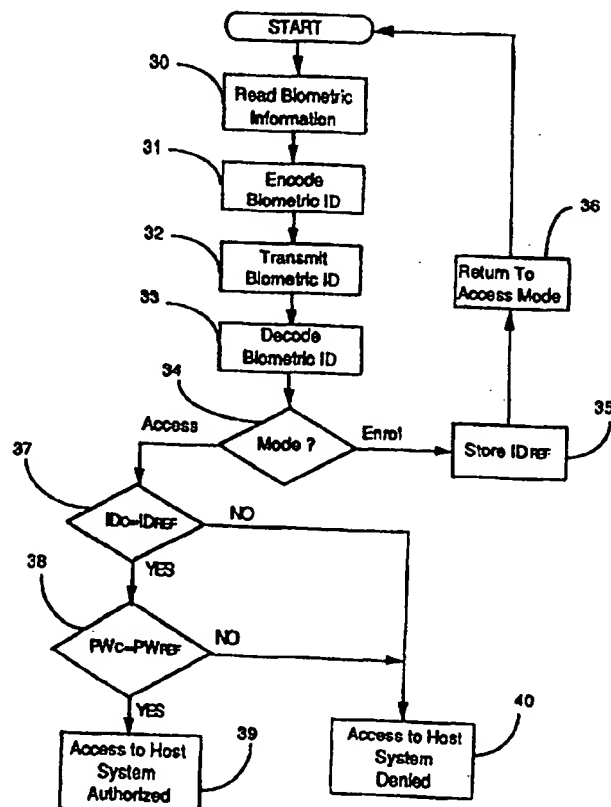 START
30
Read Biometric
Information
31
Encode
Biometric ID
32
Transmit
Biometric ID
33
Decode
Biometric ID
34
Mode ?
Access
Enrol
35
Store IDREF
36
Return To
Access Mode
37
IDC=IDREF
NO
YES
38
PWC=PWREF
NO
YES
39
Access to Host
System
Authorized
40
Access to Host
System
Denied